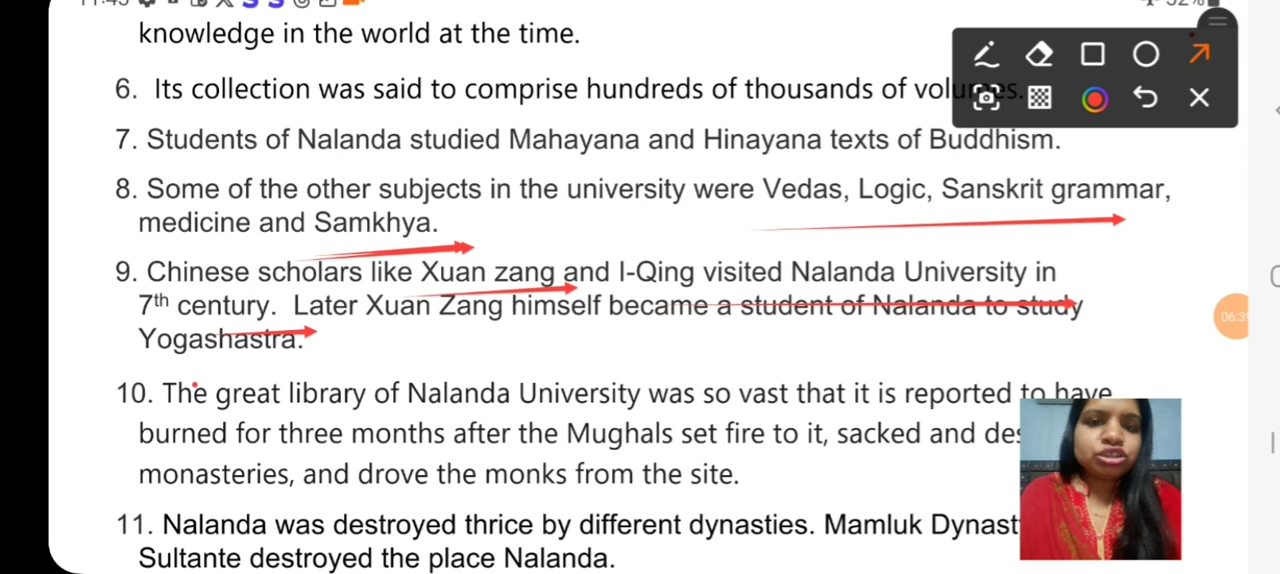 knowledge in the world at the time.
6. Its collection was said to comprise hundreds of thousands of volumes.
7. Students of Nalanda studied Mahayana and Hinayana texts of Buddhism.
8. Some of the other subjects in the university were Vedas, Logic, Sanskrit grammar,
medicine and Samkhya.
9. Chinese scholars like Xuan zang and I-Qing visited Nalanda University in
7th century. Later Xuan Zang himself became a student of Nalanda to study
Yogashastra.
10. The great library of Nalanda University was so vast that it is reported to have
burned for three months after the Mughals set fire to it, sacked and
monasteries, and drove the monks from the site.
11. Nalanda was destroyed thrice by different dynasties. Mamluk
Sultante destroyed the place Nalanda.